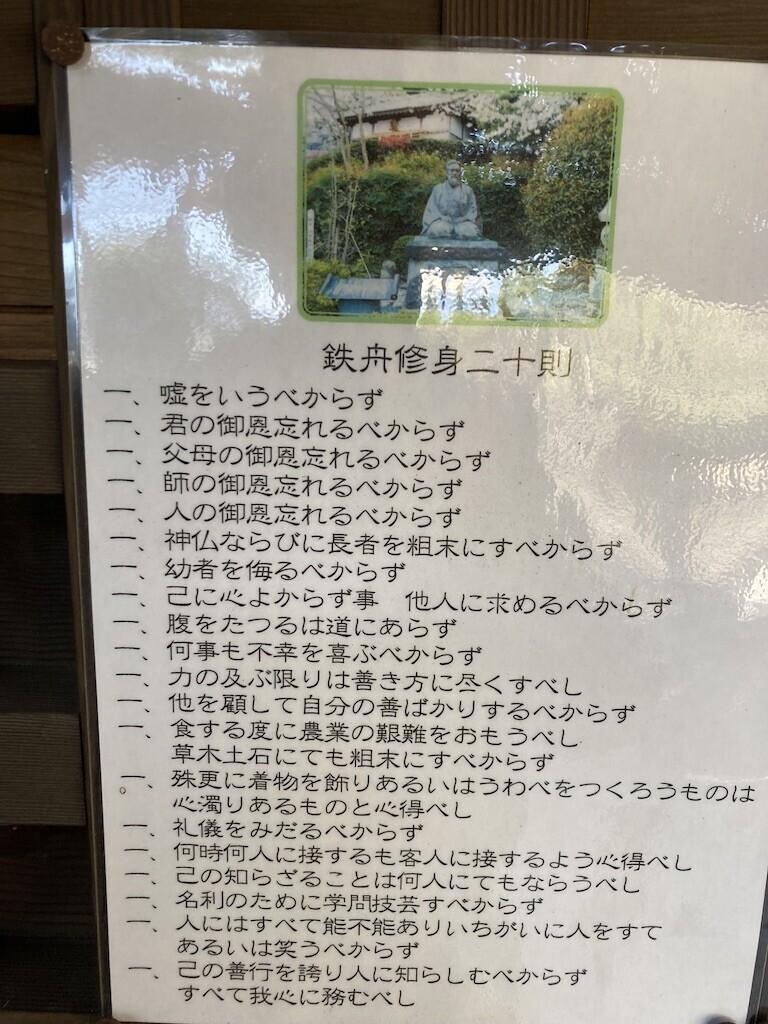 鉄舟修身二十則
一、嘘をいうべからず
一、君の御恩忘れるべからず
一、父母の御恩忘れるべからず
一、師の御恩忘れるべからず
一、人の御恩忘れるべからず
一、神仏ならびに長者を粗末にすべからず
一、幼者を侮るべからず
一、己に心よからず事　他人に求めるべからず
一、腹をたつるは道にあらず
一、何事も不幸を喜ぶべからず
一、力の及ぶ限りは善き方に尽くすべし
一、他を顧して自分の善ばかりするべからず
一、食する度に農業の艱難をおもうべし
草木土石にても粗末にすべからず
一、殊更に着物を飾りあるいはうわべをつくろうものは
心濁りあるものと心得べし
一、礼儀をみだるべからず
一、何時何人に接するも客人に接するよう心得べし
一、己の知らざることは何人にてもならうべし
一、名利のために学問技芸すべからず
一、人にはすべて能不能ありいちがいに人をすて
あるいは笑うべからず
一、己の善行を誇り人に知らしむべからず
すべて我心に務むべし